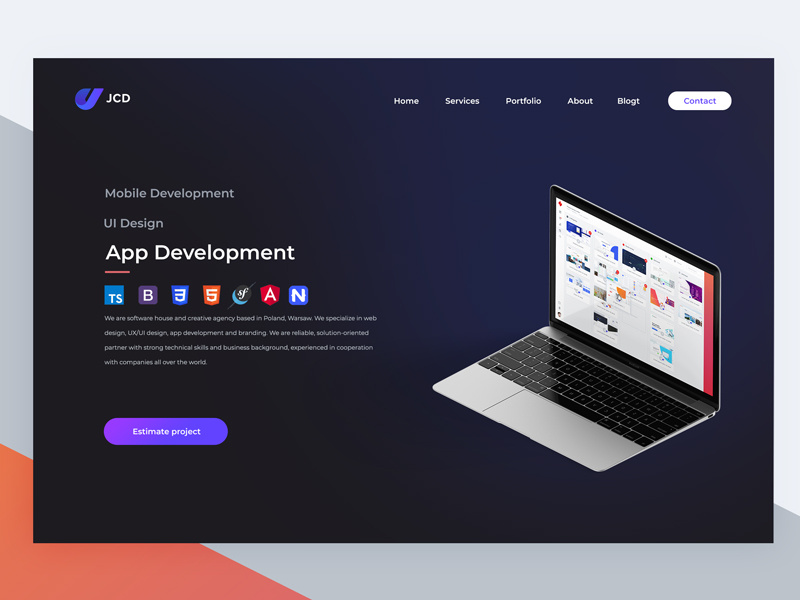 JCD
Home Services Portfolio About Blogt Contact
Mobile Development
UI Design
App Development
TS B 3 5 sf A N
We are software house and creative agency based in Poland, Warsaw. We specialize in web
design, UX/UI design, app development and branding. We are reliable, solution-oriented
partner with strong technical skills and business background, experienced in cooperation
with companies all over the world.
Estimate project